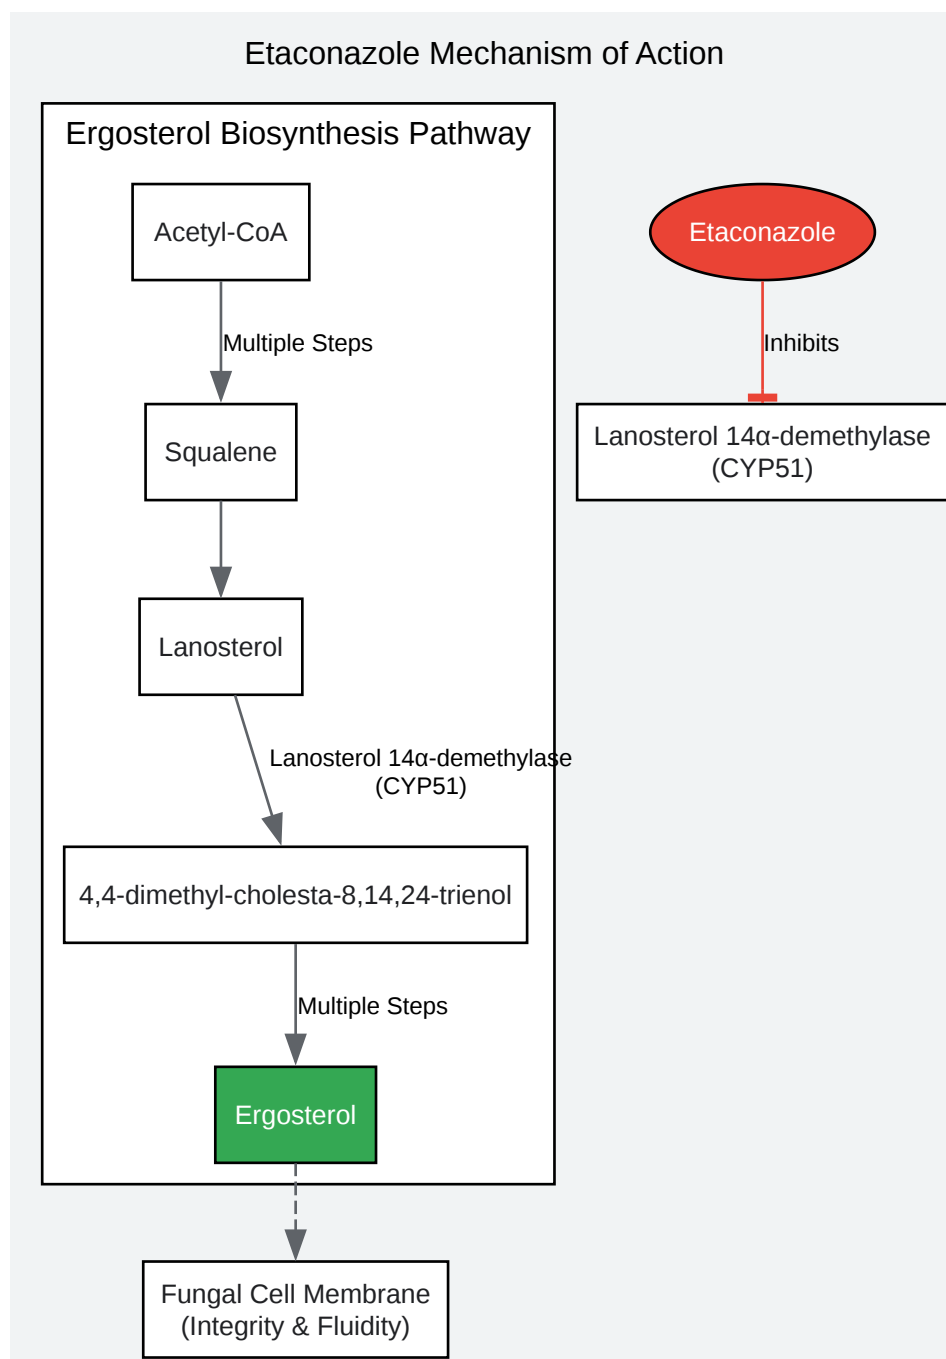 Etaconazole Mechanism of Action
Ergosterol Biosynthesis Pathway
Acetyl-CoA
Etaconazole
Multiple Steps
Inhibits
Squalene
Lanosterol 14α-demethylase
(CYP51)
Lanosterol
Lanosterol 14α-demethylase
(CYP51)
4,4-dimethyl-cholesta-8,14,24-trienol
Multiple Steps
Ergosterol
Fungal Cell Membrane
(Integrity & Fluidity)